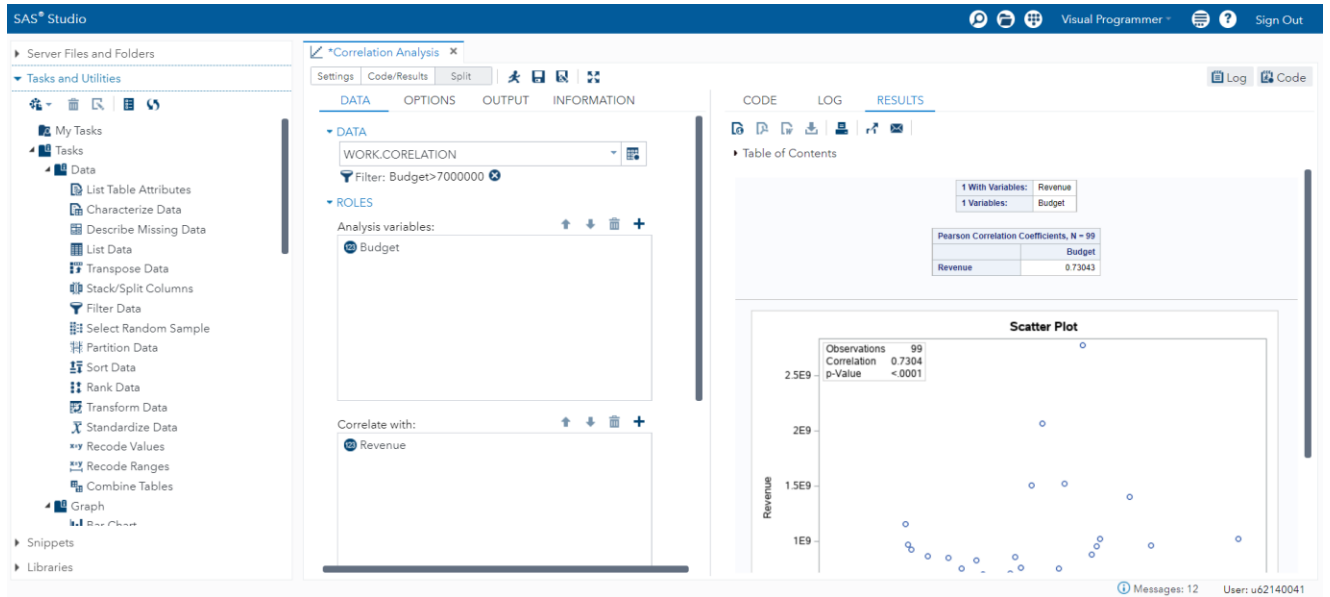 SAS® Studio
Visual Programmer
?
Sign Out
Server Files and Folders
Tasks and Utilities
My Tasks
Tasks
Data
List Table Attributes
Characterize Data
Describe Missing Data
List Data
Transpose Data
Stack/Split Columns
Filter Data
Select Random Sample
Partition Data
Sort Data
Rank Data
Transform Data
Standardize Data
Recode Values
Recode Ranges
Combine Tables
Graph
Bar Chart
Snippets
Libraries
*Correlation Analysis ×
Settings Code/Results Split
Log Code
DATA OPTIONS OUTPUT INFORMATION
DATA
WORK.CORELATION
Filter: Budget>7000000
ROLES
Analysis variables:
123 Budget
Correlate with:
123 Revenue
CODE LOG RESULTS
Table of Contents
1 With Variables: Revenue
1 Variables: Budget
Pearson Correlation Coefficients, N = 99
Budget
Revenue 0.73043
Scatter Plot
Observations 99
Correlation 0.7304
p-Value <.0001
2.5E9
2E9
1.5E9
1E9
Revenue
Messages: 12 User: u62140041